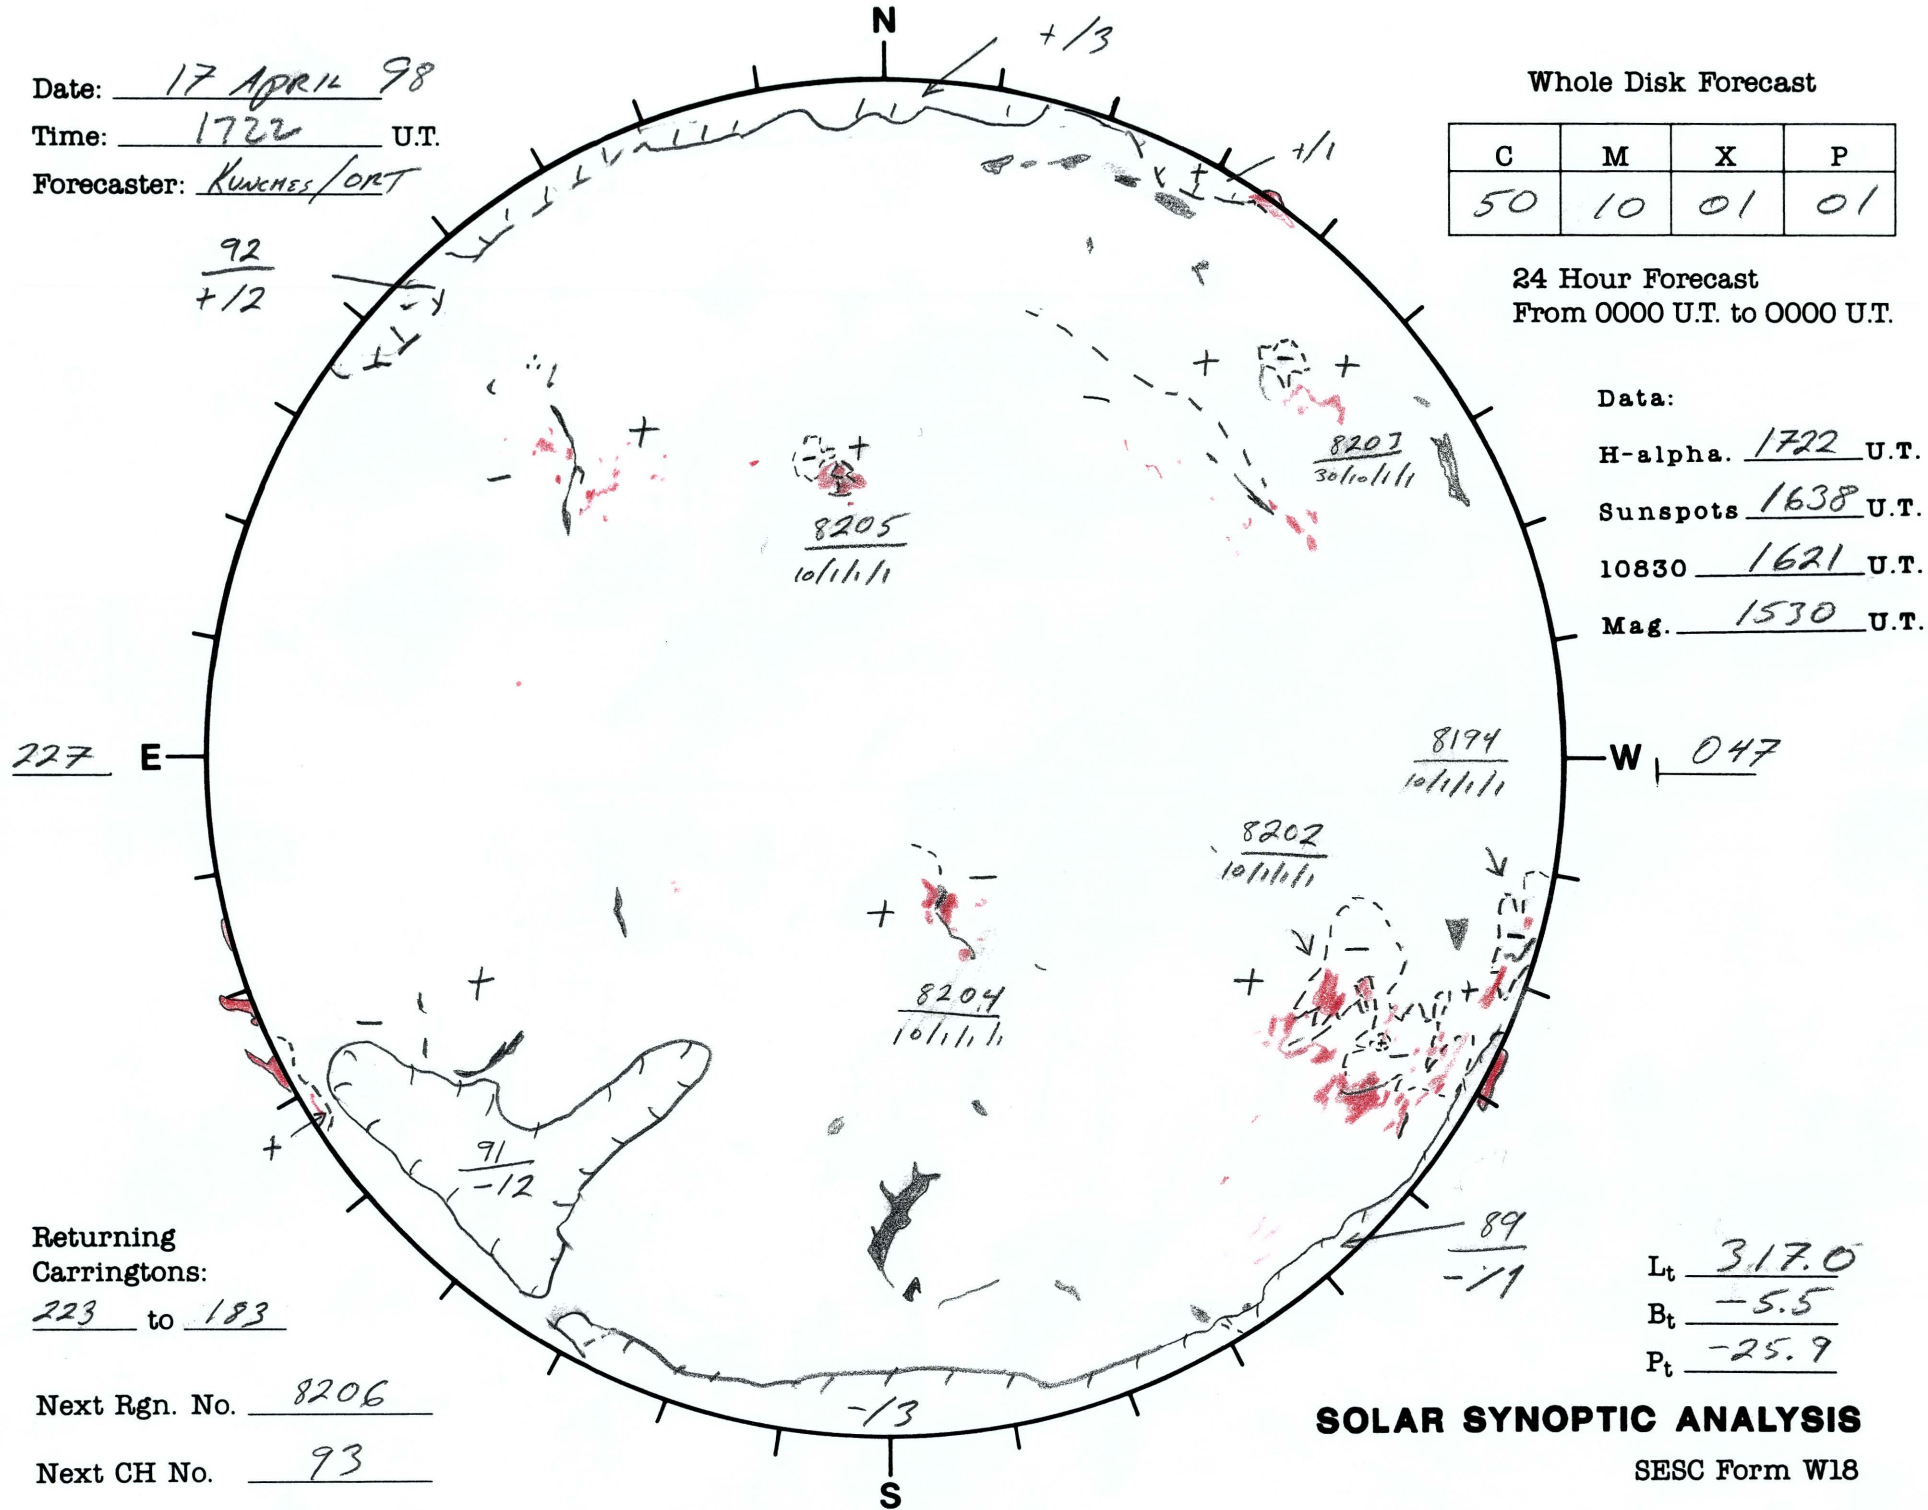 N
+/3
Date: 17 APRIL 98
Time: 1722 U.T.
Forecaster: KUNCHES/ORT
Whole Disk Forecast
C M X P
50 10 01 01
24 Hour Forecast
From 0000 U.T. to 0000 U.T.
+/1
92
+/2
Data:
H-alpha. 1722 U.T.
Sunspots 1638 U.T.
10830 1621 U.T.
Mag. 1530 U.T.
8203
30/10/1/1
8205
10/1/1/1
227 E
W 047
8194
10/1/1/1
8202
10/1/1/1
8204
10/1/1/1
91
-/2
89
-/1
-/3
Returning
Carringtons:
223 to 183
Next Rgn. No. 8206
Next CH No. 93
Lt 317.0
Bt -5.5
Pt -25.9
SOLAR SYNOPTIC ANALYSIS
SESC Form W18
S